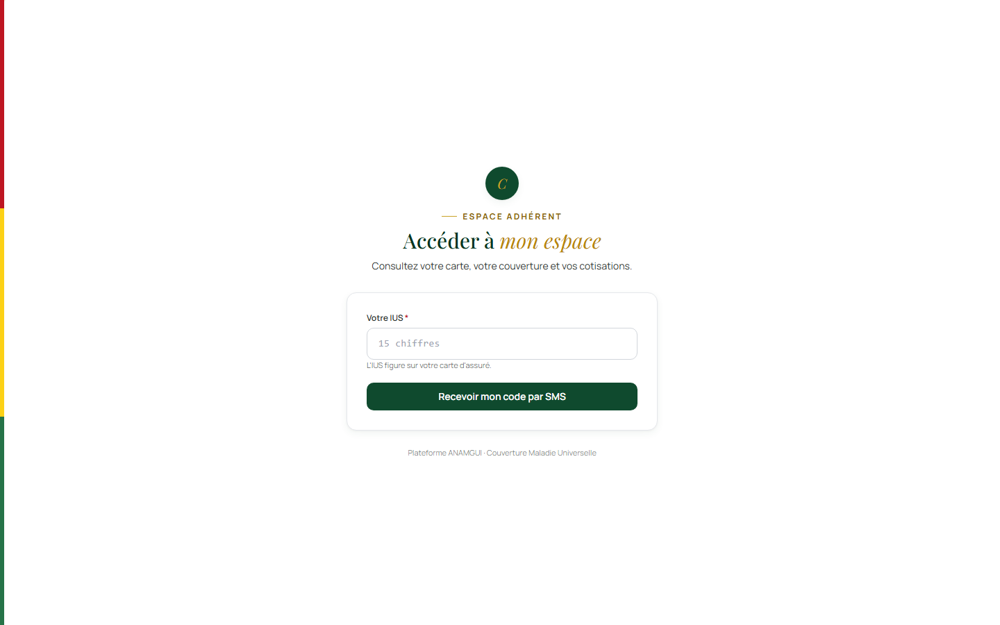 C
ESPACE ADHÉRENT
Accéder à mon espace
Consultez votre carte, votre couverture et vos cotisations.
Votre IUS *
15 chiffres
L'IUS figure sur votre carte d'assuré.
Recevoir mon code par SMS
Plateforme ANAMGUI · Couverture Maladie Universelle